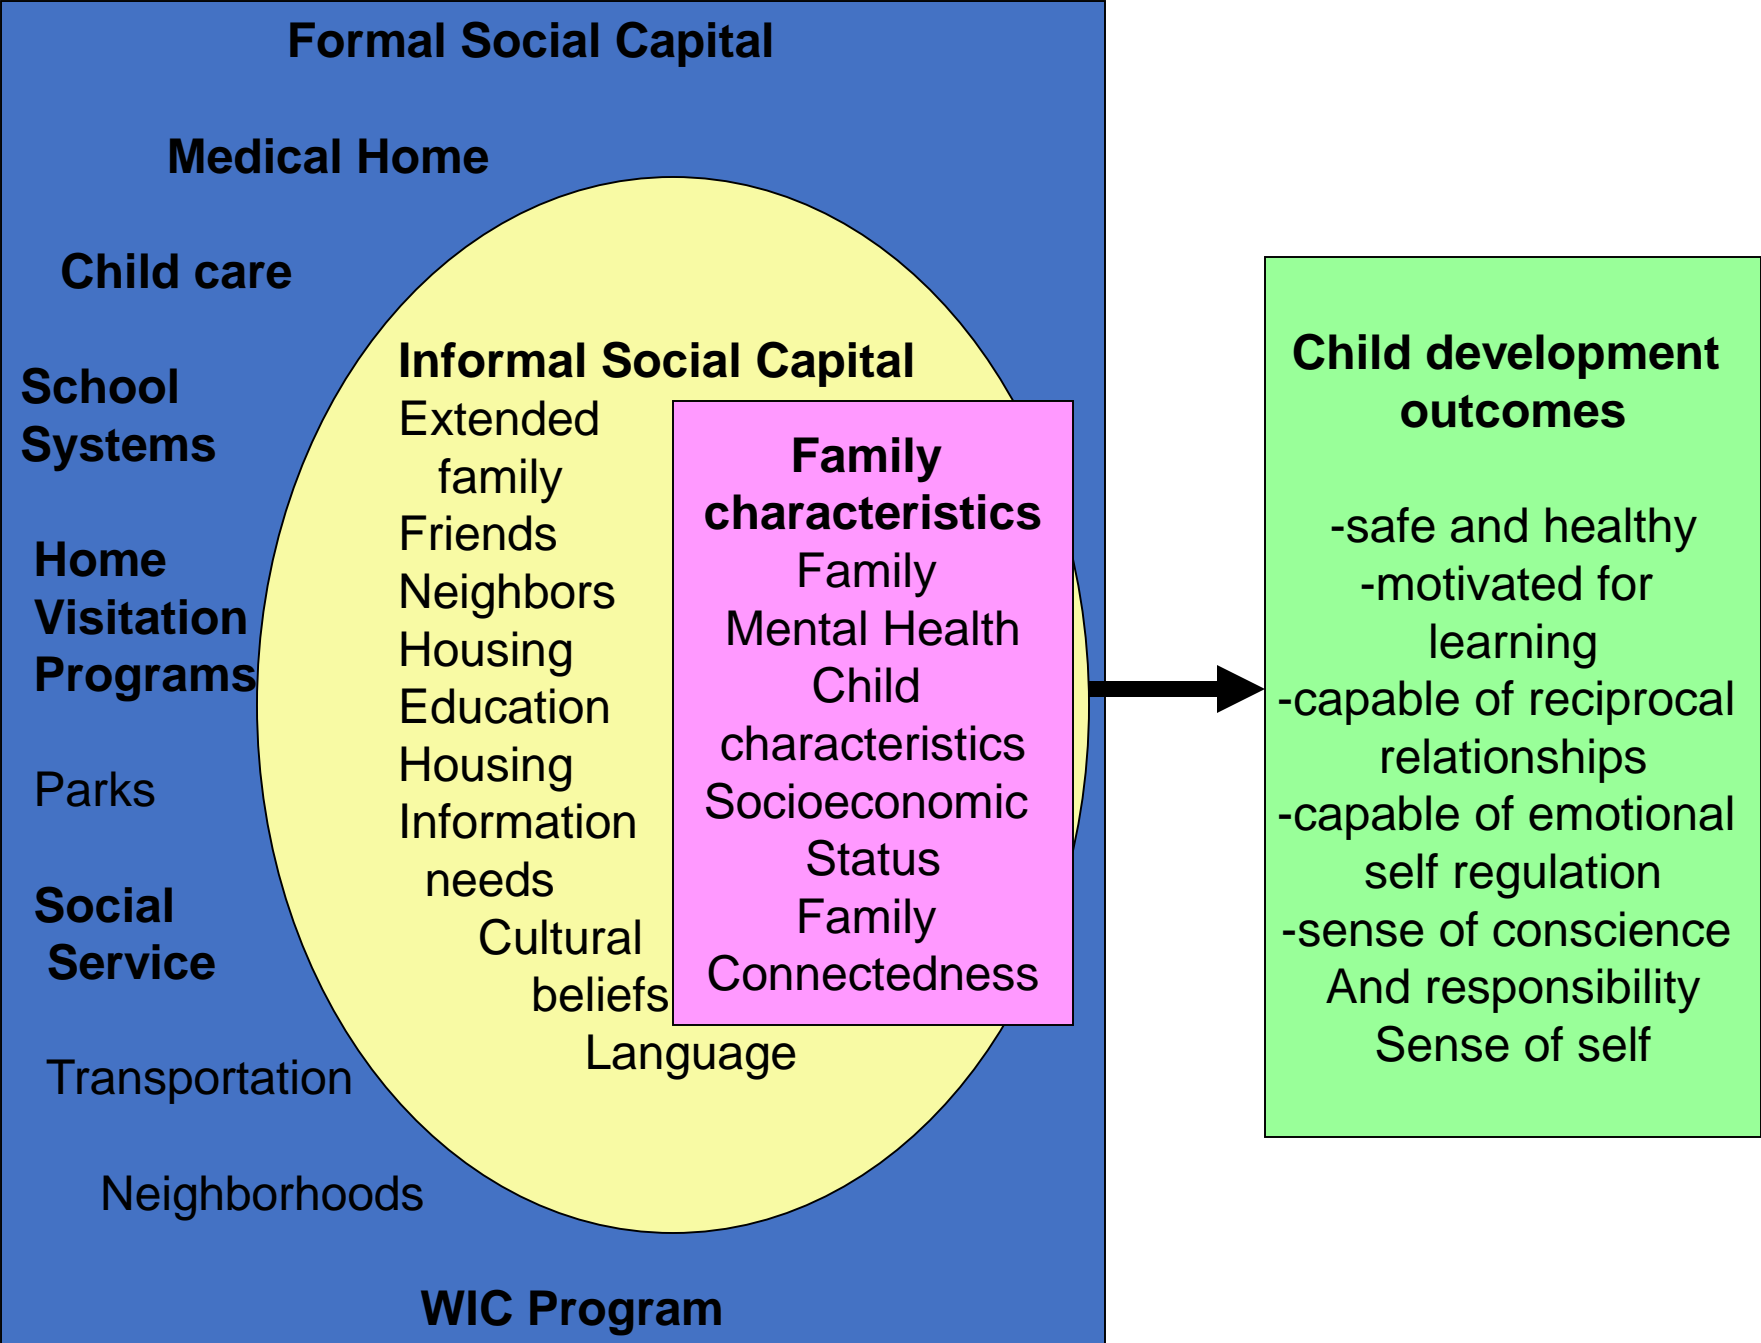 Formal Social Capital
Medical Home
Child care
School
Systems
Home
Visitation
Programs
Parks
Social
Service
Transportation
Neighborhoods
WIC Program
Informal Social Capital
Extended
family
Friends
Neighbors
Housing
Education
Housing
Information
needs
Cultural
beliefs
Language
Family
characteristics
Family
Mental Health
Child
characteristics
Socioeconomic
Status
Family
Connectedness
Child development
outcomes
-safe and healthy
-motivated for
learning
-capable of reciprocal
relationships
-capable of emotional
self regulation
-sense of conscience
And responsibility
Sense of self